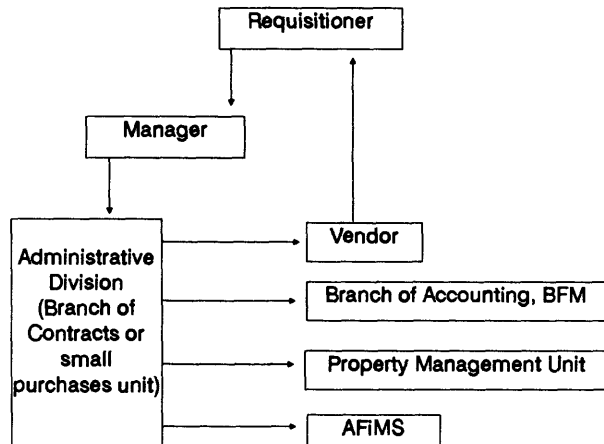 Requisitioner
Manager
Administrative
Division
(Branch of
Contracts or
small
purchases unit)
Vendor
Branch of Accounting, BFM
Property Management Unit
AFiMS